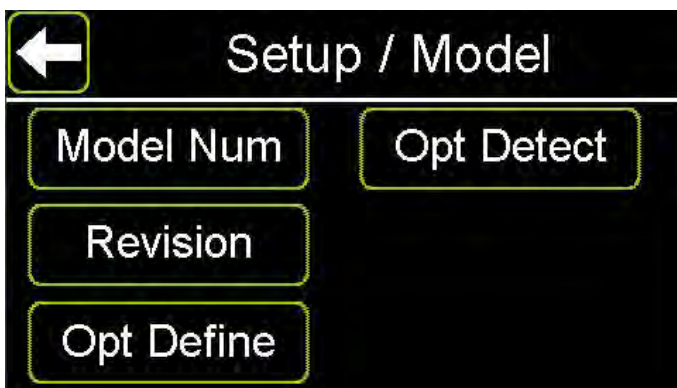 Setup / Model
Model Num
Opt Detect
Revision
Opt Define